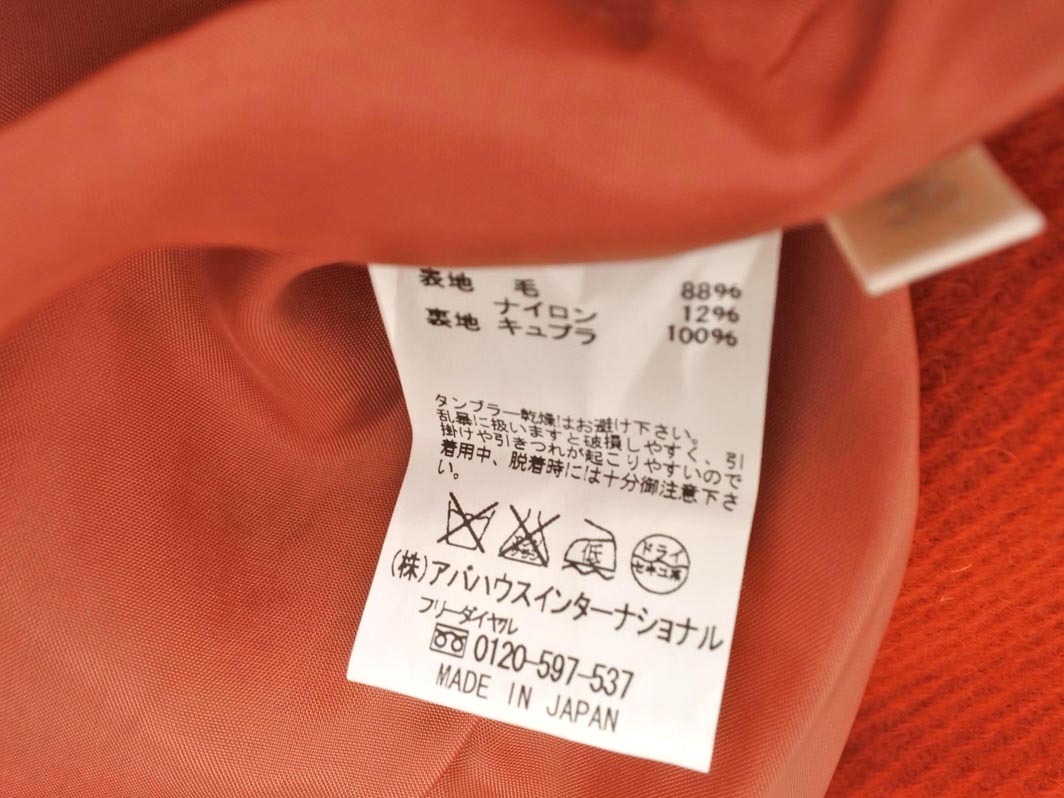 表地 毛 88%
ナイロン 12%
裏地 キュプラ 100%
タンブラー乾燥はお避け下さい。
乱暴に扱いますと破損しやすく、引
掛けや引きつれが起こりやすいので
着用中、脱着時には十分御注意下さ
い。
低
ドライ
セキユ系
(株)アバハウスインターナショナル
フリーダイヤル
0120-597-537
MADE IN JAPAN